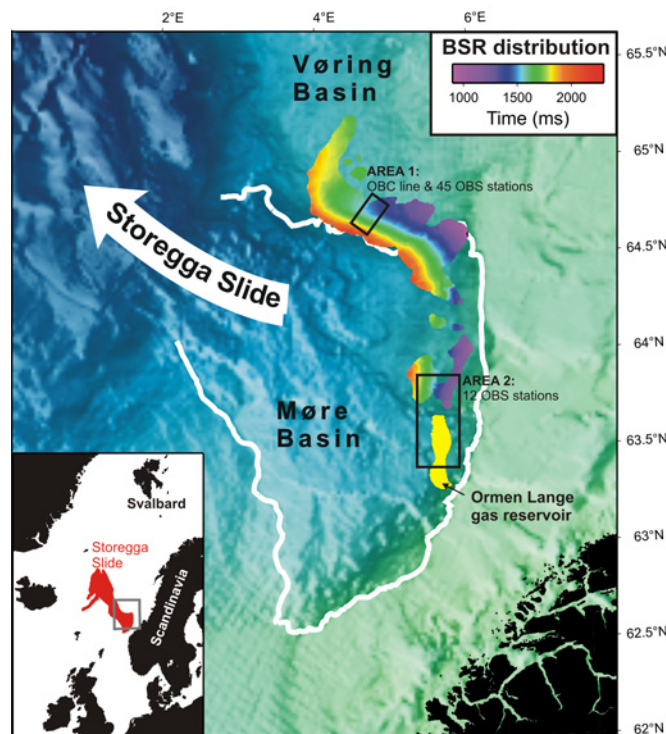 2°E
4°E
6°E
BSR distribution
1000
1500
2000
Time (ms)
65.5°N
65°N
64.5°N
64°N
63.5°N
63°N
62.5°N
62°N
Vøring
Basin
AREA 1:
OBC line & 45 OBS stations
Storegga Slide
AREA 2:
12 OBS stations
Møre
Basin
Ormen Lange
gas reservoir
Svalbard
Storegga
Slide
Scandinavia